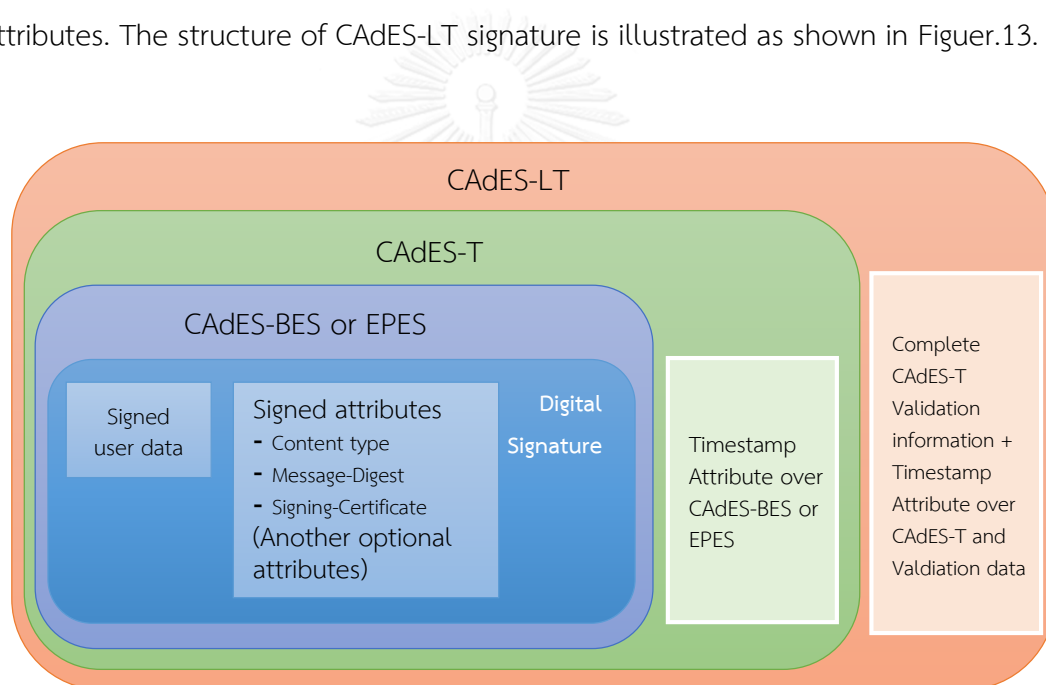 ttributes. The structure of CAdES-LT signature is illustrated as shown in Figuer.13.
CAdES-LT
CAdES-T
CAdES-BES or EPES
Signed
user data
Signed attributes
- Content type
- Message-Digest
- Signing-Certificate
(Another optional
attributes)
Digital
Signature
Timestamp
Attribute over
CAdES-BES or
EPES
Complete
CAdES-T
Validation
information +
Timestamp
Attribute over
CAdES-T and
Valdiation data